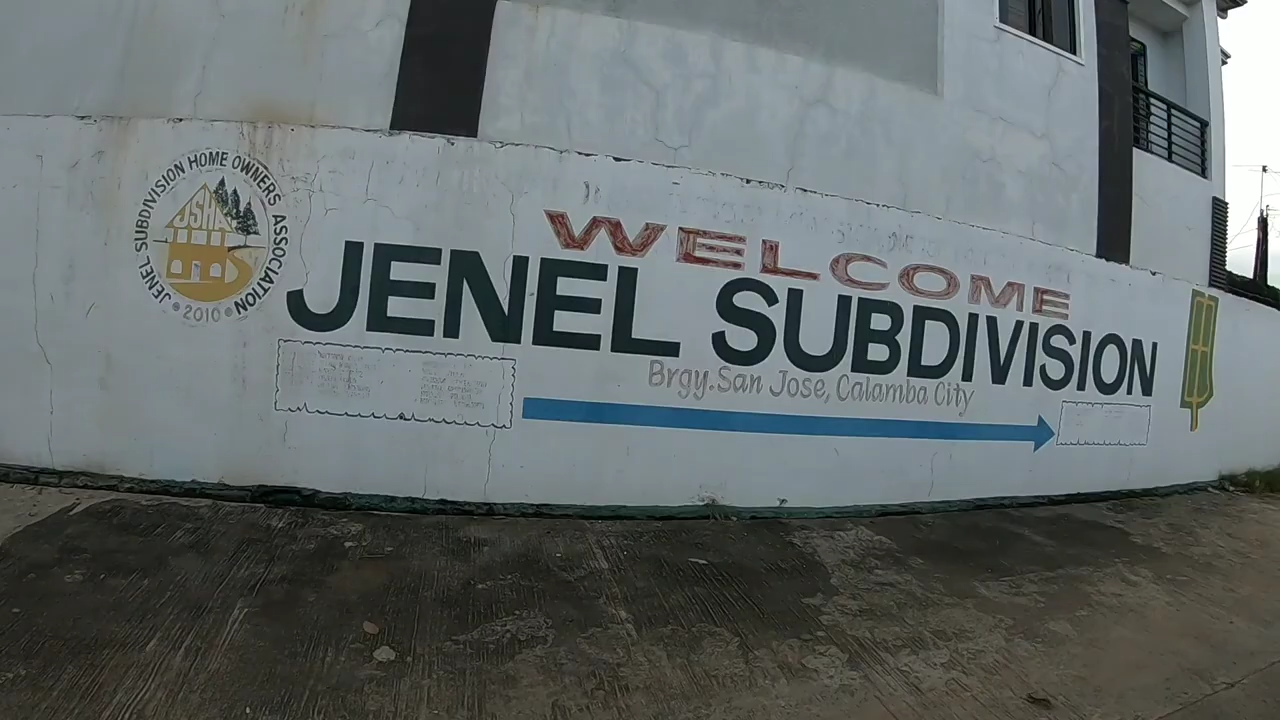 JENEL SUBDIVISION HOME OWNERS ASSOCIATION
JSHA
2010
WELCOME
JENEL SUBDIVISION
Brgy. San Jose, Calamba City